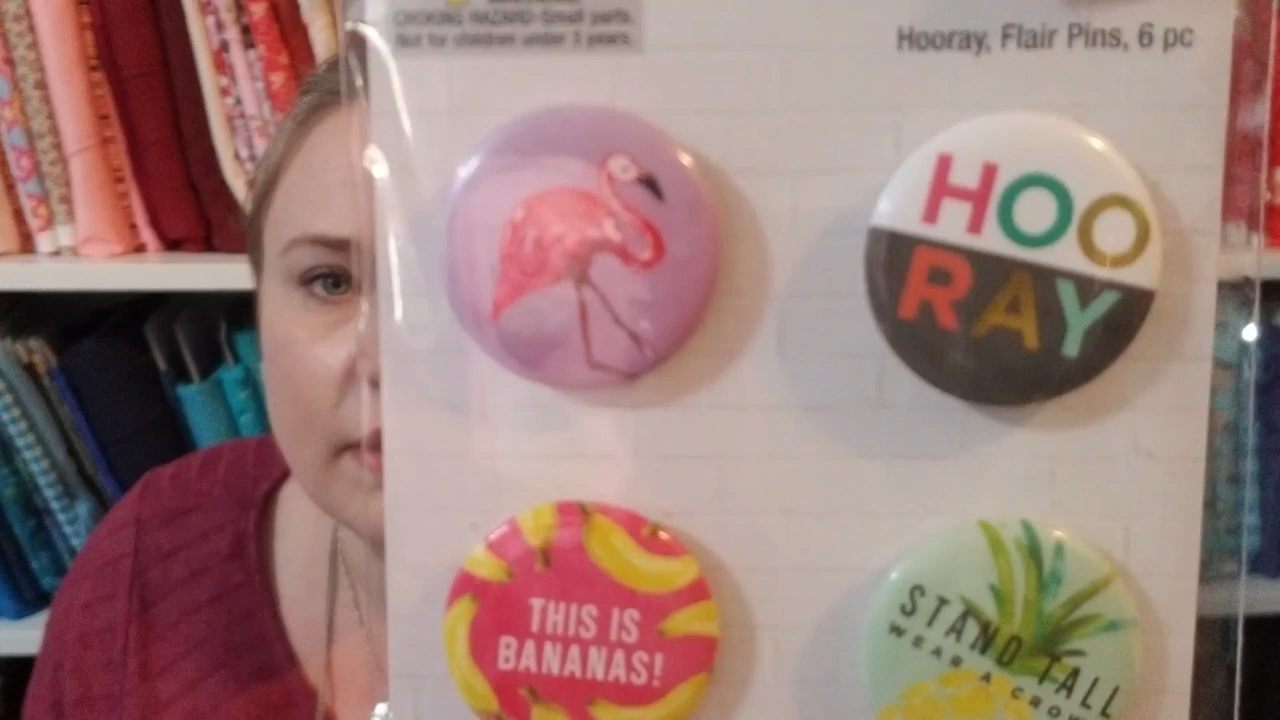 CHOKING HAZARD-Small parts.
Not for children under 3 years.
Hooray, Flair Pins, 6 pc
HOO
RAY
THIS IS
BANANAS!
STAND TALL
WEAR A